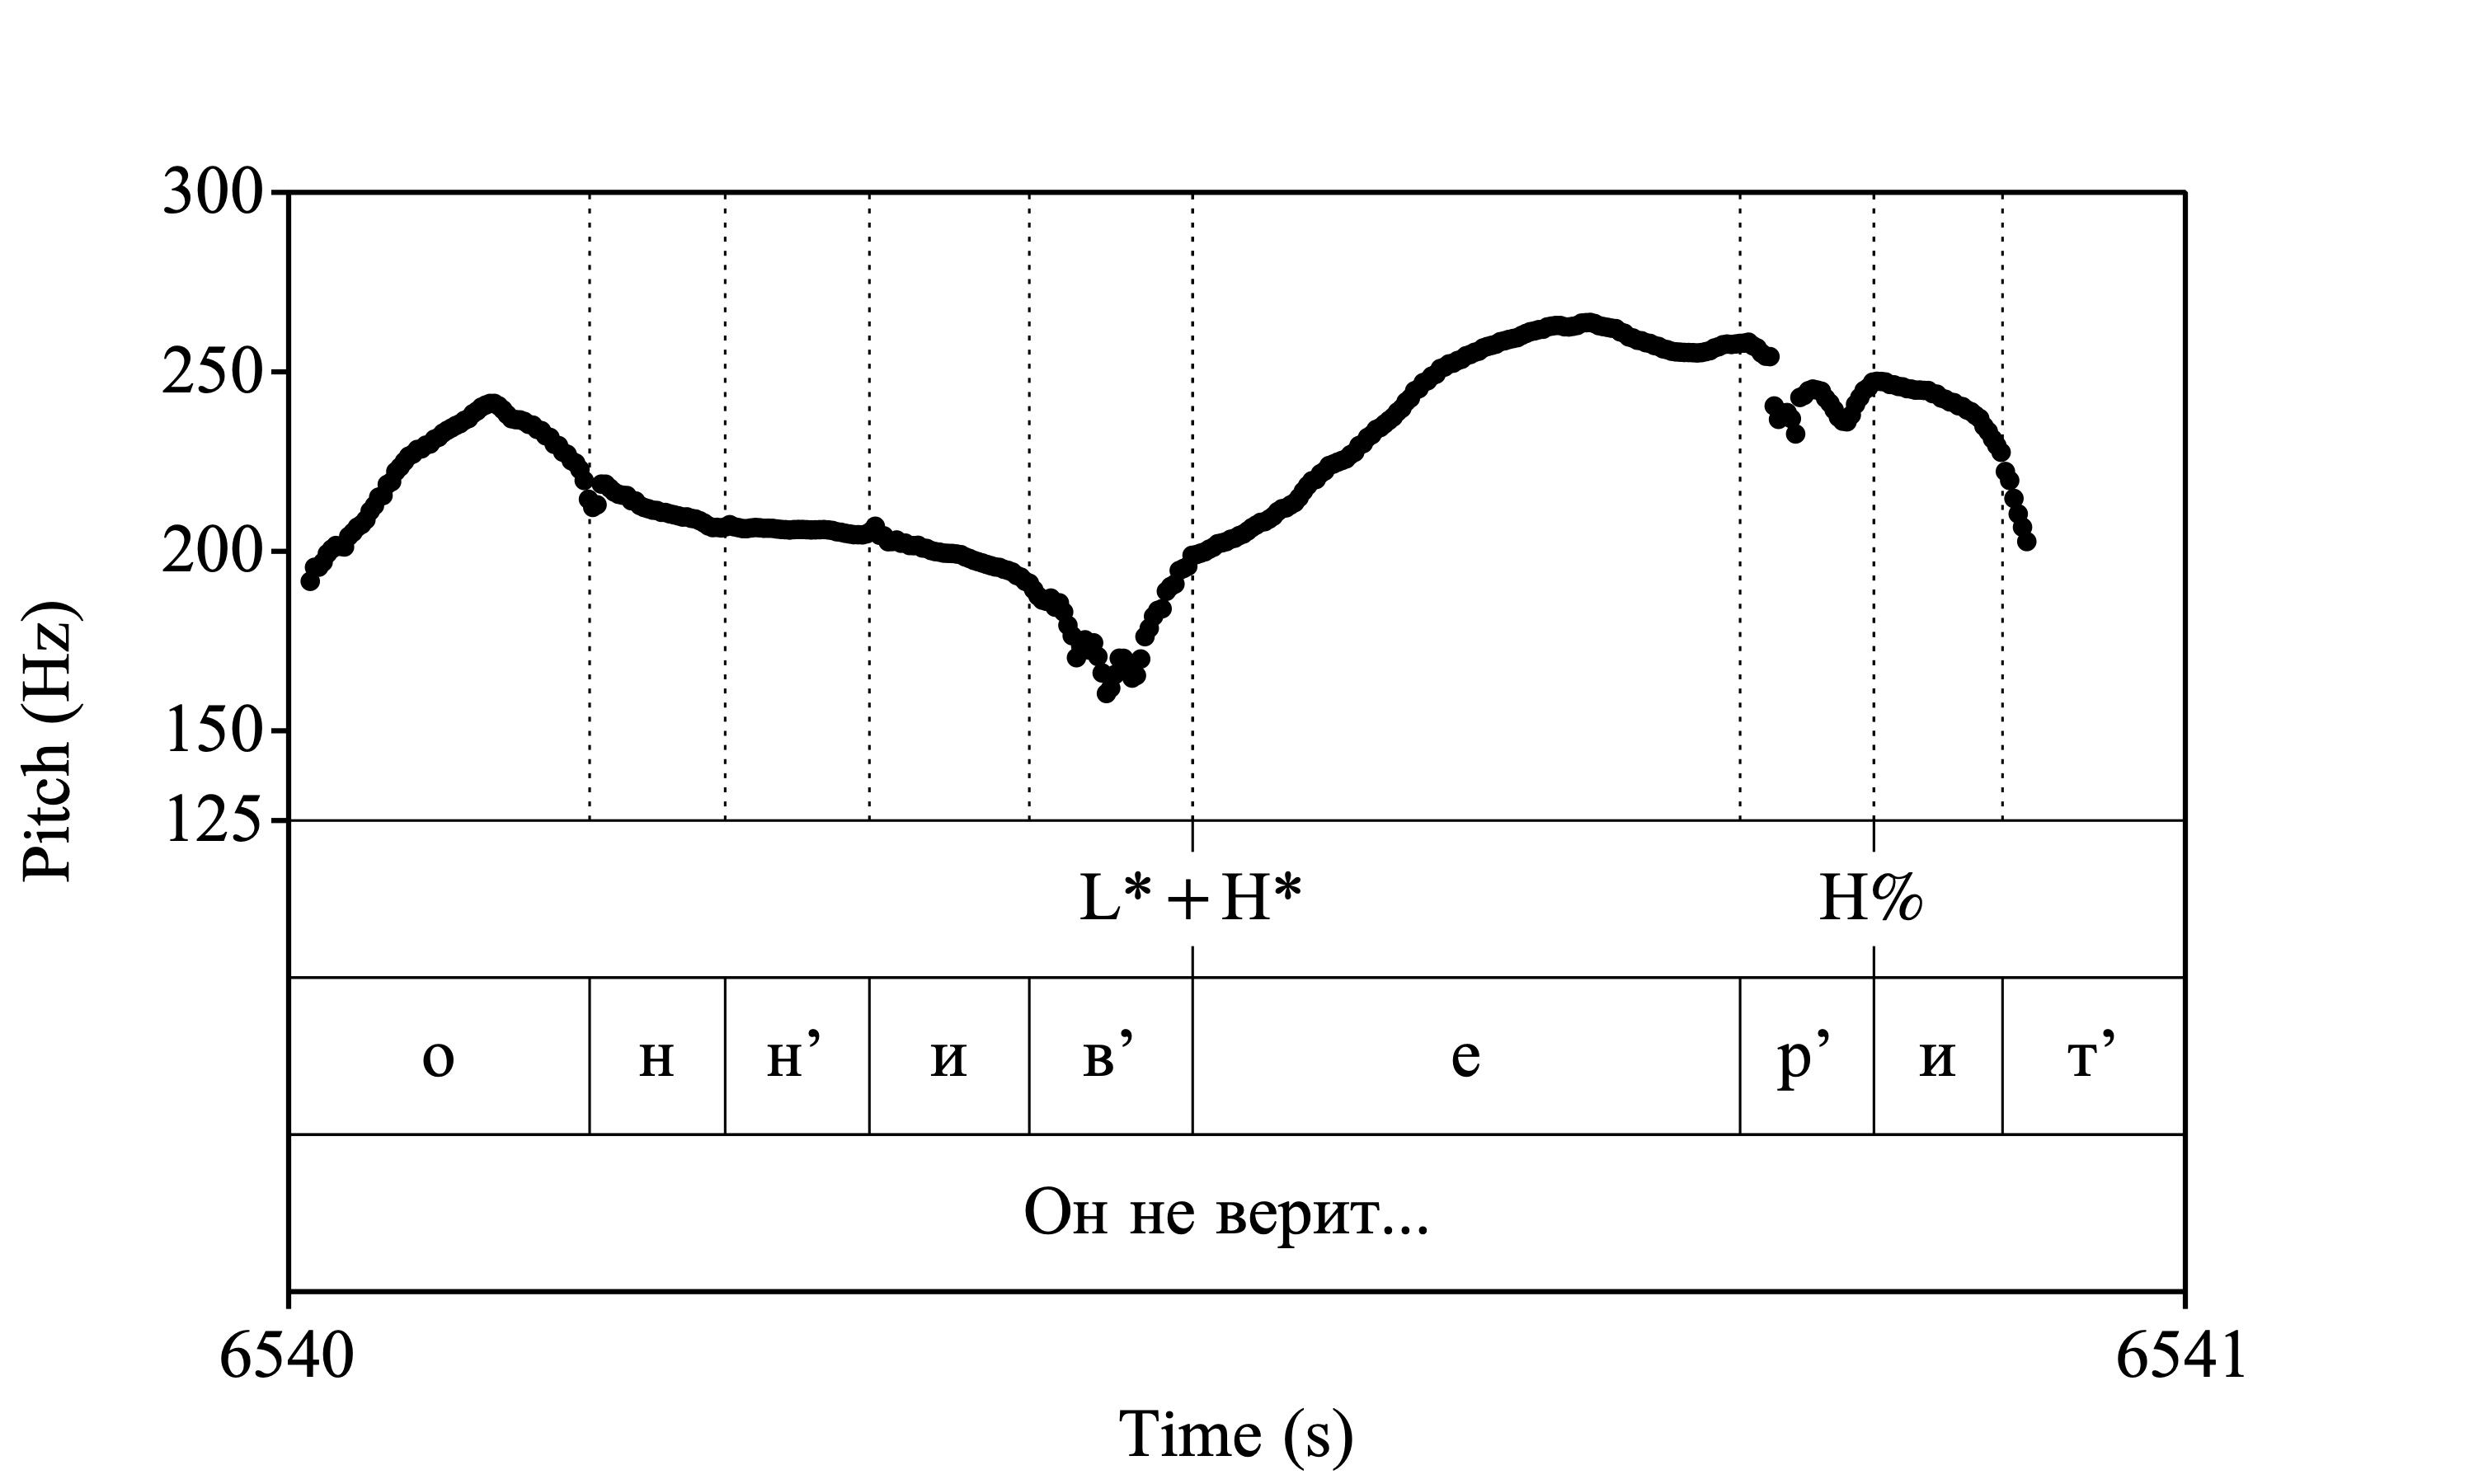 300
250
200
150
125
Pitch (Hz)
L*+H* H%
о н н’ и в’ е р’ и т’
Он не верит...
6540 6541
Time (s)